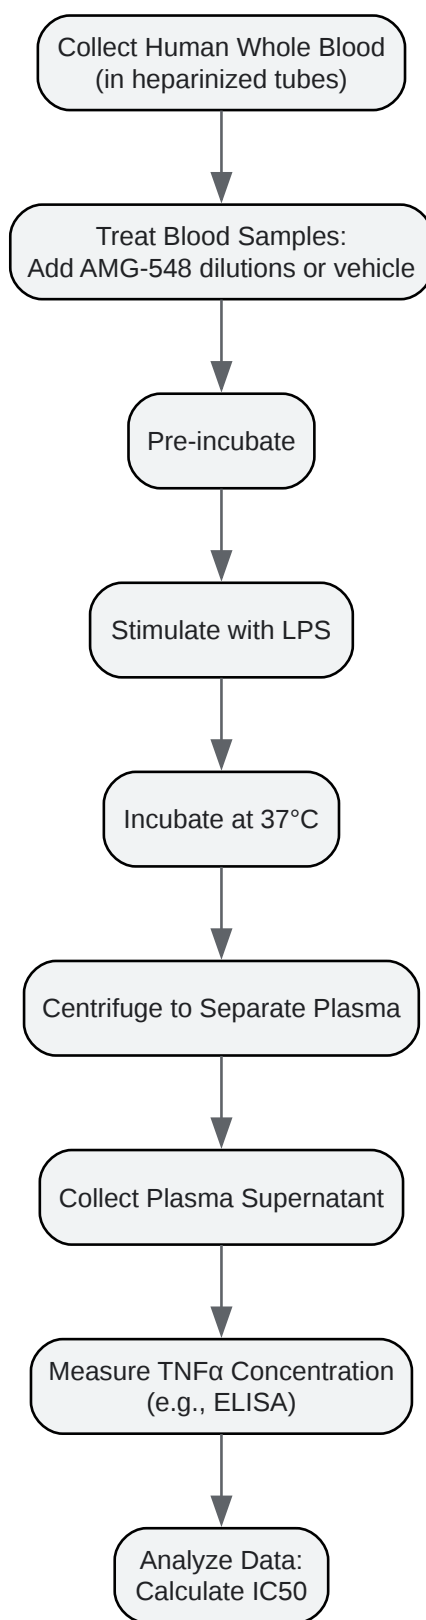 Collect Human Whole Blood
(in heparinized tubes)
Treat Blood Samples:
Add AMG-548 dilutions or vehicle
Pre-incubate
Stimulate with LPS
Incubate at 37°C
Centrifuge to Separate Plasma
Collect Plasma Supernatant
Measure TNFα Concentration
(e.g., ELISA)
Analyze Data:
Calculate IC50